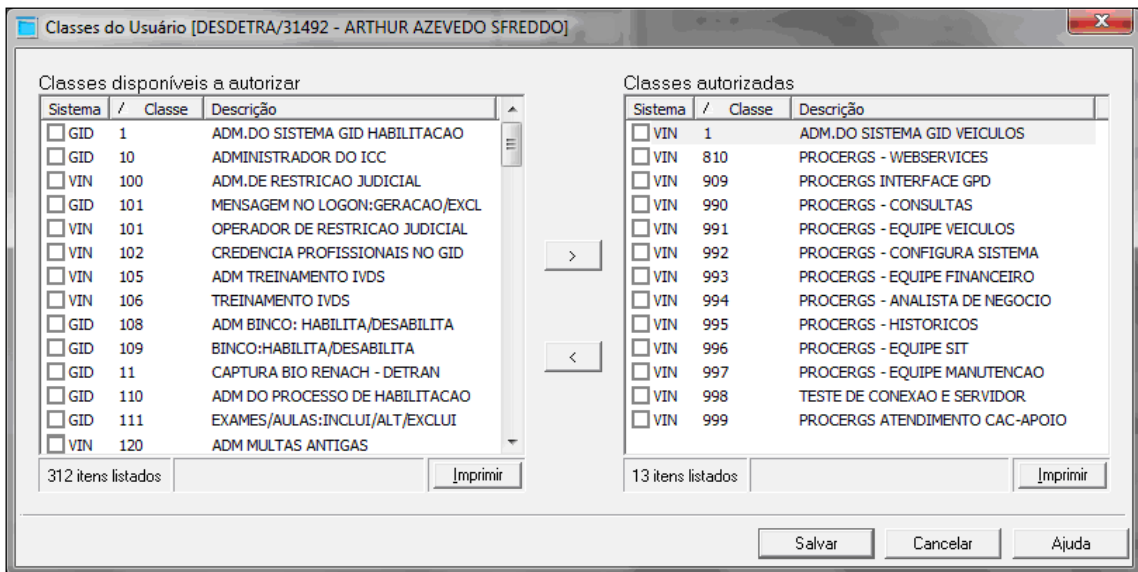 Classes do Usuário [DESDETRA/31492 - ARTHUR AZEVEDO SFREDDO]
x
Classes disponíveis a autorizar
Sistema / Classe Descrição
GID 1 ADM.DO SISTEMA GID HABILITACAO
GID 10 ADMINISTRADOR DO ICC
VIN 100 ADM.DE RESTRICAO JUDICIAL
GID 101 MENSAGEM NO LOGON:GERACAO/EXCL
VIN 101 OPERADOR DE RESTRICAO JUDICIAL
VIN 102 CREDENCIA PROFISSIONAIS NO GID
VIN 105 ADM TREINAMENTO IVDS
VIN 106 TREINAMENTO IVDS
GID 108 ADM BINCO: HABILITA/DESABILITA
GID 109 BINCO:HABILITA/DESABILITA
GID 11 CAPTURA BIO RENACH - DETRAN
GID 110 ADM DO PROCESSO DE HABILITACAO
GID 111 EXAMES/AULAS:INCLUI/ALT/EXCLUI
VIN 120 ADM MULTAS ANTIGAS
312 itens listados Imprimir
>
<
Classes autorizadas
Sistema / Classe Descrição
VIN 1 ADM.DO SISTEMA GID VEICULOS
VIN 810 PROCERGS - WEBSERVICES
VIN 909 PROCERGS INTERFACE GPD
VIN 990 PROCERGS - CONSULTAS
VIN 991 PROCERGS - EQUIPE VEICULOS
VIN 992 PROCERGS - CONFIGURA SISTEMA
VIN 993 PROCERGS - EQUIPE FINANCEIRO
VIN 994 PROCERGS - ANALISTA DE NEGOCIO
VIN 995 PROCERGS - HISTORICOS
VIN 996 PROCERGS - EQUIPE SIT
VIN 997 PROCERGS - EQUIPE MANUTENCAO
VIN 998 TESTE DE CONEXAO E SERVIDOR
VIN 999 PROCERGS ATENDIMENTO CAC-APOIO
13 itens listados Imprimir
Salvar Cancelar Ajuda